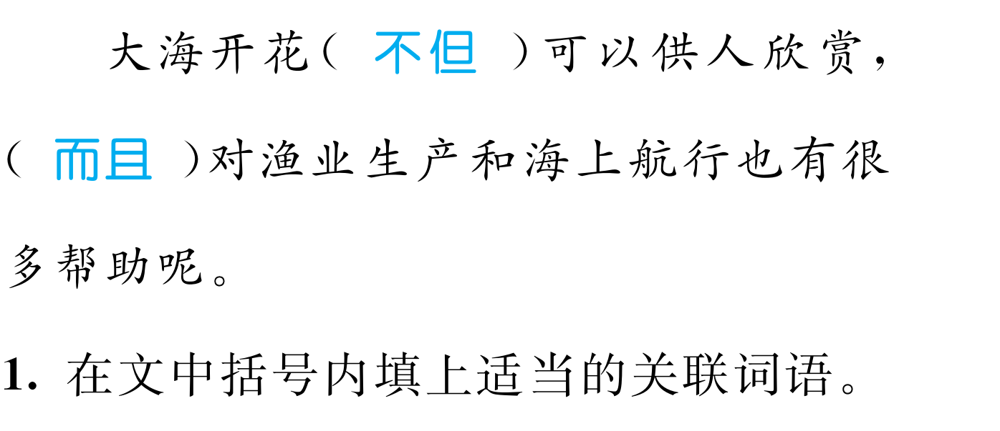 大海开花( 不但 )可以供人欣赏，
( 而且 )对渔业生产和海上航行也有很
多帮助呢。
1. 在文中括号内填上适当的关联词语。